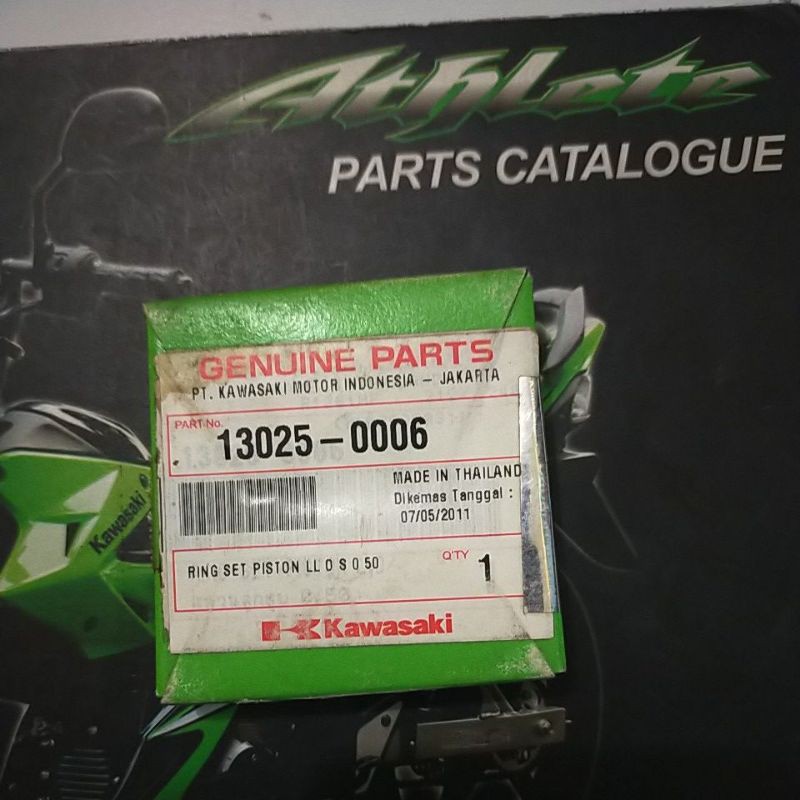 Athlete
PARTS CATALOGUE
GENUINE PARTS
PT. KAWASAKI MOTOR INDONESIA – JAKARTA
PART No.
13025–0006
MADE IN THAILAND
Dikemas Tanggal :
07/05/2011
RING SET PISTON LL O S 0 50
Q'TY
1
Kawasaki
Kawasaki